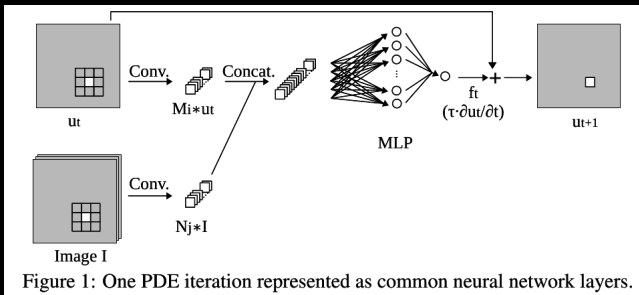 Conv.
Concat.
Mi*ut
ut
ft
(τ·∂ut/∂t)
+
ut+1
MLP
Conv.
Nj*I
Image I
Figure 1: One PDE iteration represented as common neural network layers.